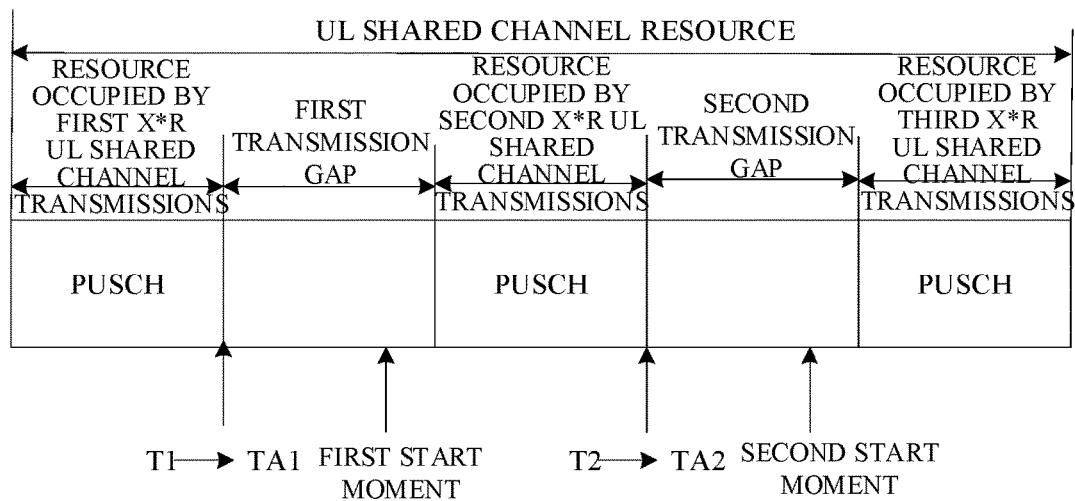 UL SHARED CHANNEL RESOURCE
RESOURCE
OCCUPIED BY
FIRST X*R
UL SHARED
CHANNEL
TRANSMISSIONS
FIRST
TRANSMISSION
GAP
RESOURCE
OCCUPIED BY
SECOND X*R UL
SHARED
CHANNEL
TRANSMISSIONS
SECOND
TRANSMISSION
GAP
RESOURCE
OCCUPIED BY
THIRD X*R
UL SHARED
CHANNEL
TRANSMISSIONS
PUSCH
PUSCH
PUSCH
T1 TA1
FIRST START
MOMENT
T2 TA2
SECOND START
MOMENT